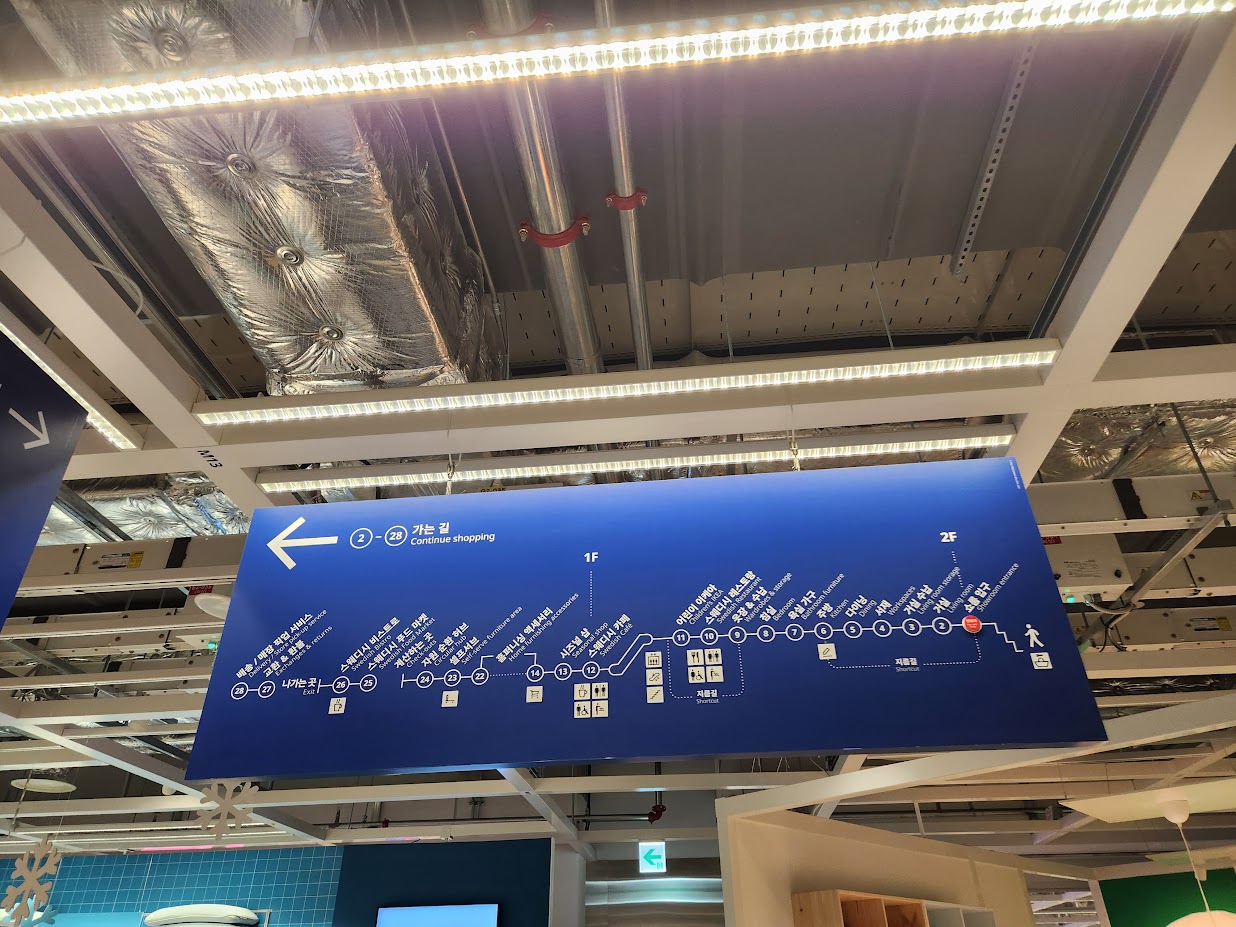 2 - 28 가는 길
Continue shopping
1F
2F
배송 / 매장 픽업 서비스
Delivery & pick-up service
교환 & 환불
Exchanges & returns
나가는 곳
Exit
스웨디시 비스트로
Swedish Bistro
스웨디시 푸드 마켓
Swedish Food Market
계산하는 곳
Check-out
자원 순환 허브
Circular hub
셀프서브
Self-serve furniture area
홈퍼니싱 액세서리
Home furnishing accessories
시즈널 샵
Seasonal shop
스웨디시 카페
Swedish Café
어린이 이케아
Children's IKEA
스웨디시 레스토랑
Swedish Restaurant
옷장 & 수납
Wardrobes & storage
침실
Bedroom
욕실 가구
Bathroom furniture
주방
Kitchen
다이닝
Dining
서재
Workspaces
거실 수납
Living room storage
거실
Living room
쇼룸 입구
Showroom entrance
28 27 26 25 24 23 22 14 13 12 11 10 9 8 7 6 5 4 3 2
지름길
Shortcut
지름길
Shortcut